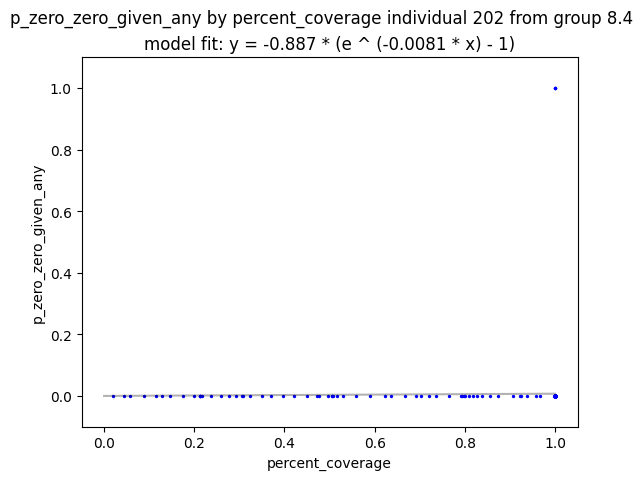 p_zero_zero_given_any by percent_coverage individual 202 from group 8.4
model fit: y = -0.887 * (e ^ (-0.0081 * x) - 1)
1.0
0.8
0.6
0.4
0.2
0.0
p_zero_zero_given_any
0.0 0.2 0.4 0.6 0.8 1.0
percent_coverage